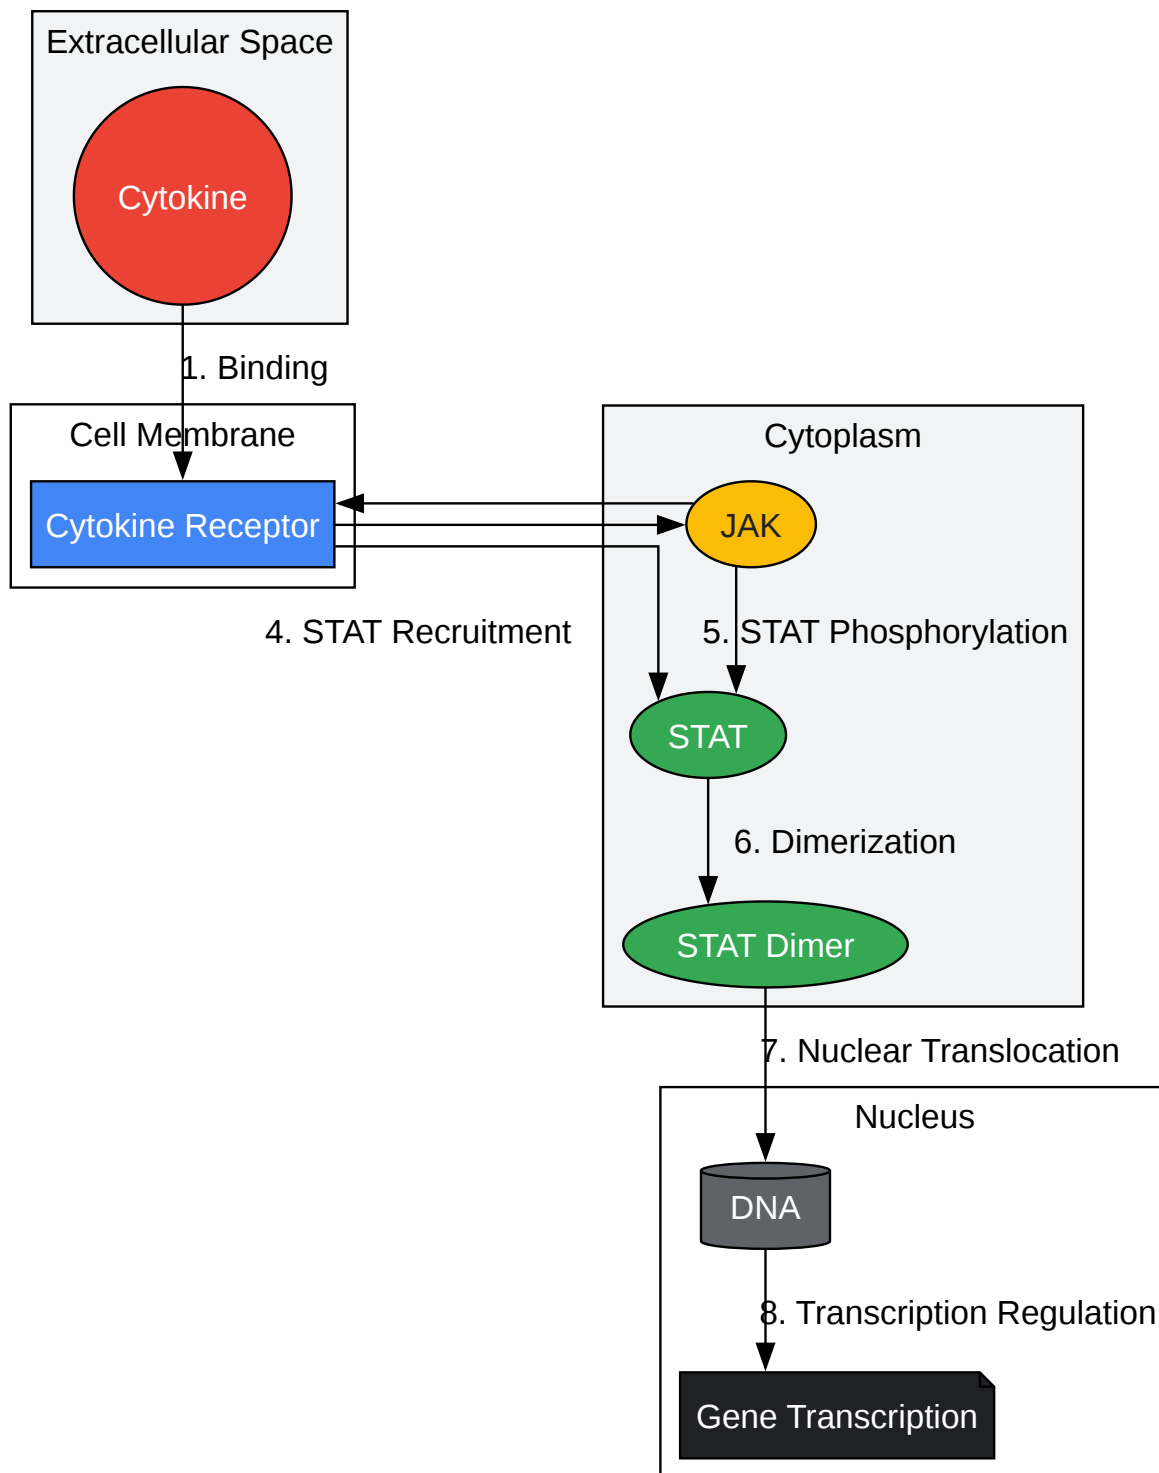 Extracellular Space
Cytokine
1. Binding
Cell Membrane
Cytokine Receptor
Cytoplasm
JAK
4. STAT Recruitment
5. STAT Phosphorylation
STAT
6. Dimerization
STAT Dimer
7. Nuclear Translocation
Nucleus
DNA
8. Transcription Regulation
Gene Transcription